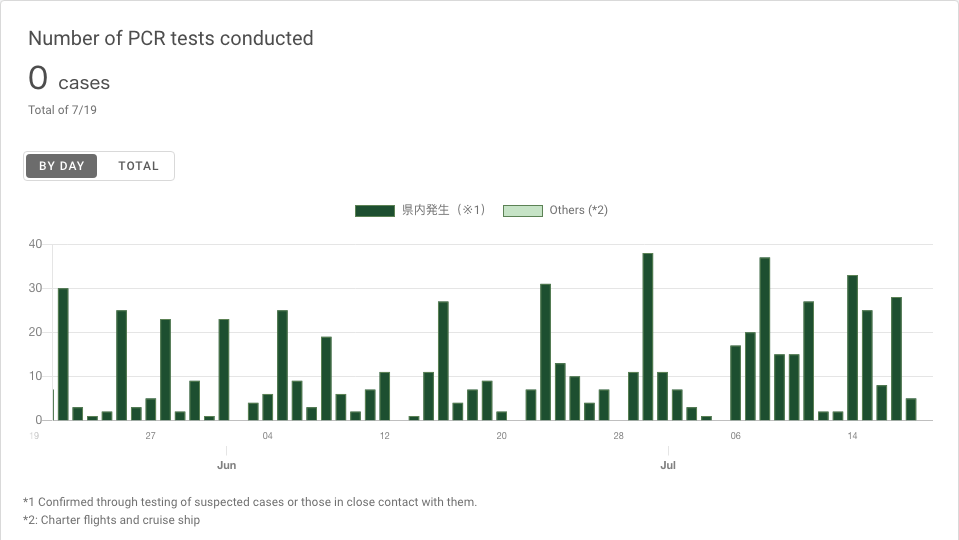 Number of PCR tests conducted
0 cases
Total of 7/19
BY DAY TOTAL
県内発生（※1） Others (*2)
40
30
20
10
0
19 27 04 12 20 28 06 14
Jun Jul
*1 Confirmed through testing of suspected cases or those in close contact with them.
*2: Charter flights and cruise ship